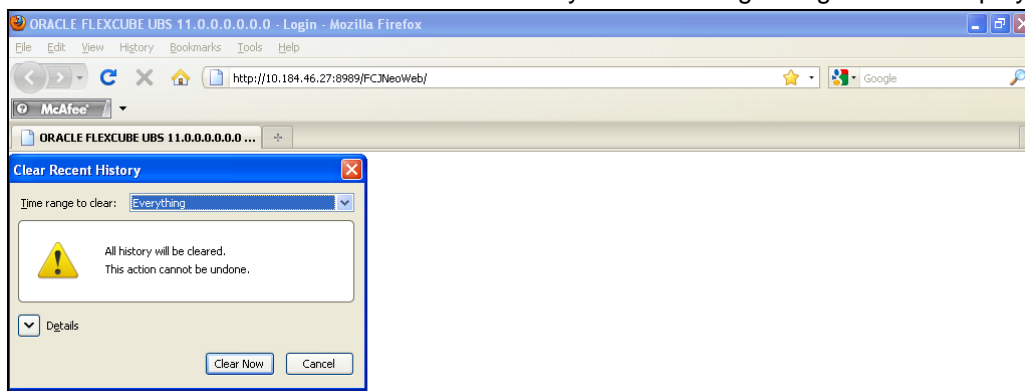 ORACLE FLEXCUBE UBS 11.0.0.0.0.0.0 - Login - Mozilla Firefox
File Edit View History Bookmarks Tools Help
http://10.184.46.27:8989/FCJNeoWeb/ Google
McAfee
ORACLE FLEXCUBE UBS 11.0.0.0.0.0.0 ...
Clear Recent History
Time range to clear: Everything
All history will be cleared.
This action cannot be undone.
Details
Clear Now Cancel